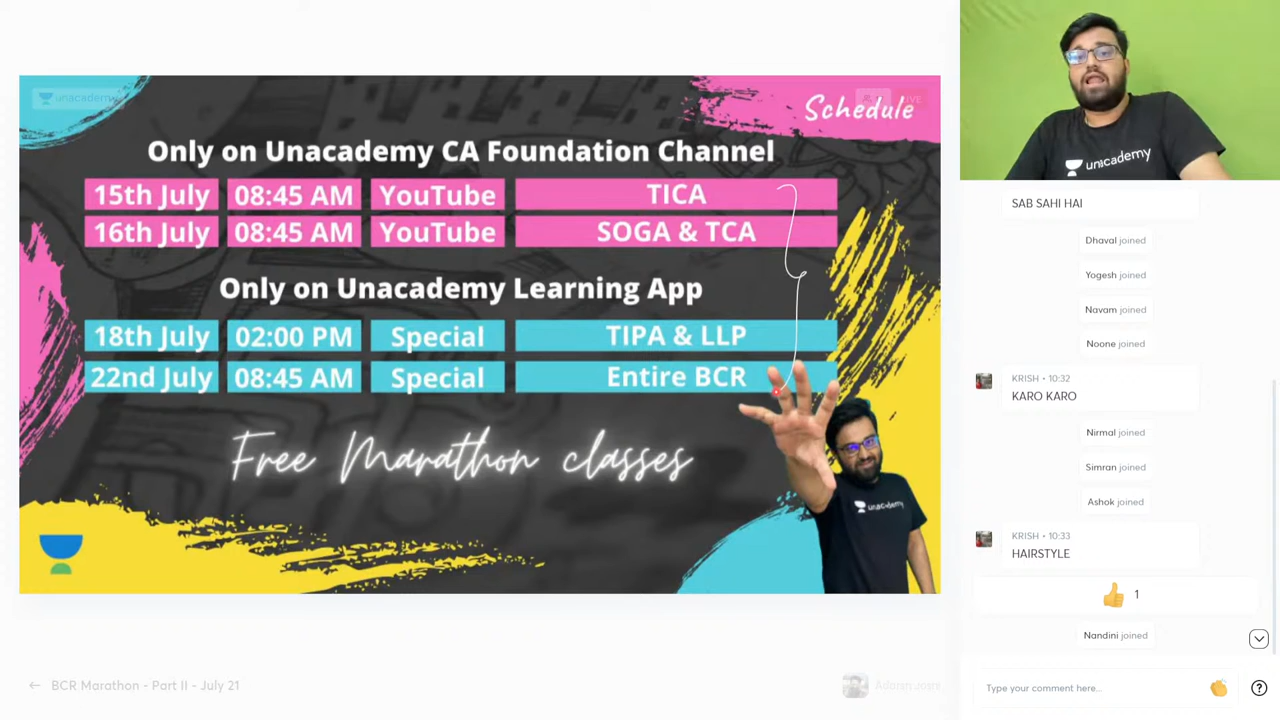 unacademy
LIVE
Schedule
Only on Unacademy CA Foundation Channel
15th July 08:45 AM YouTube TICA
16th July 08:45 AM YouTube SOGA & TCA
Only on Unacademy Learning App
18th July 02:00 PM Special TIPA & LLP
22nd July 08:45 AM Special Entire BCR
Free Marathon classes
unacademy
BCR Marathon - Part II - July 21
unacademy
SAB SAHI HAI
Dhaval joined
Yogesh joined
Navam joined
Noone joined
KRISH • 10:32
KARO KARO
Nirmal joined
Simran joined
Ashok joined
KRISH • 10:33
HAIRSTYLE
1
Nandini joined
Type your comment here...